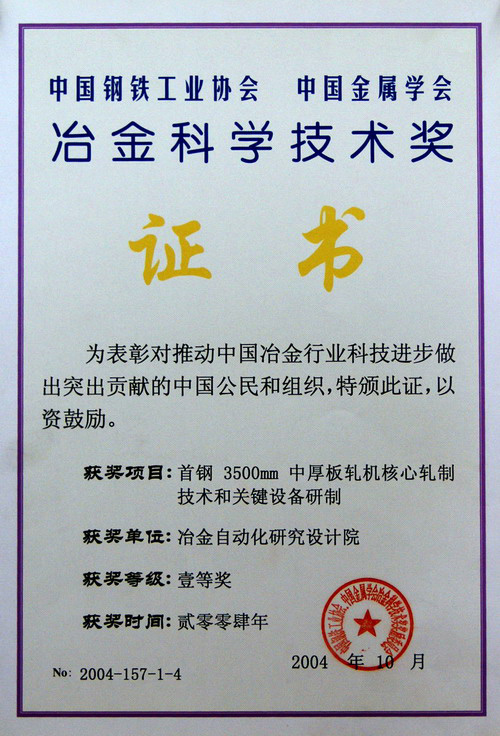 中国钢铁工业协会 中国金属学会
冶金科学技术奖
证书
为表彰对推动中国冶金行业科技进步做
出突出贡献的中国公民和组织，特颁此证，以
资鼓励。
获奖项目：首钢 3500mm 中厚板轧机核心轧制
技术和关键设备研制
获奖单位：冶金自动化研究设计院
获奖等级：壹等奖
获奖时间：贰零零肆年
2004 年 10 月
No: 2004-157-1-4